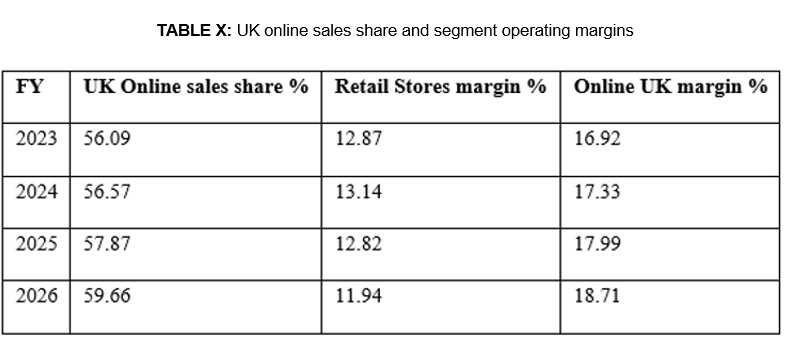 TABLE X: UK online sales share and segment operating margins
FY UK Online sales share % Retail Stores margin % Online UK margin %
2023 56.09 12.87 16.92
2024 56.57 13.14 17.33
2025 57.87 12.82 17.99
2026 59.66 11.94 18.71